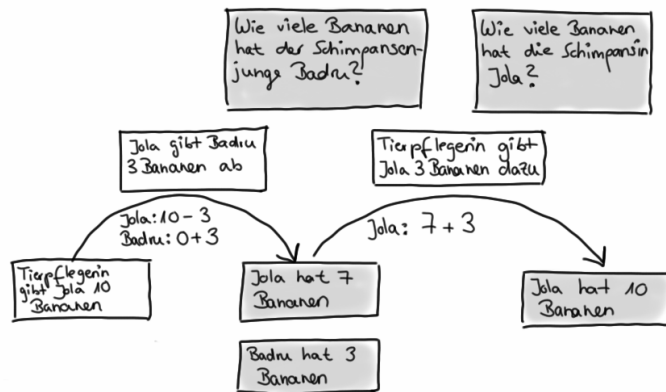 Wie viele Bananen
hat der Schimpansen-
junge Badru?
Wie viele Bananen
hat die Schimpansin
Jola?
Jola gibt Badru
3 Bananen ab
Tierpflegerin gibt
Jola 3 Bananen dazu
Jola: 10 - 3
Badru: 0 + 3
Jola: 7 + 3
Tierpflegerin
gibt Jola 10
Bananen
Jola hat 7
Bananen
Jola hat 10
Bananen
Badru hat 3
Bananen